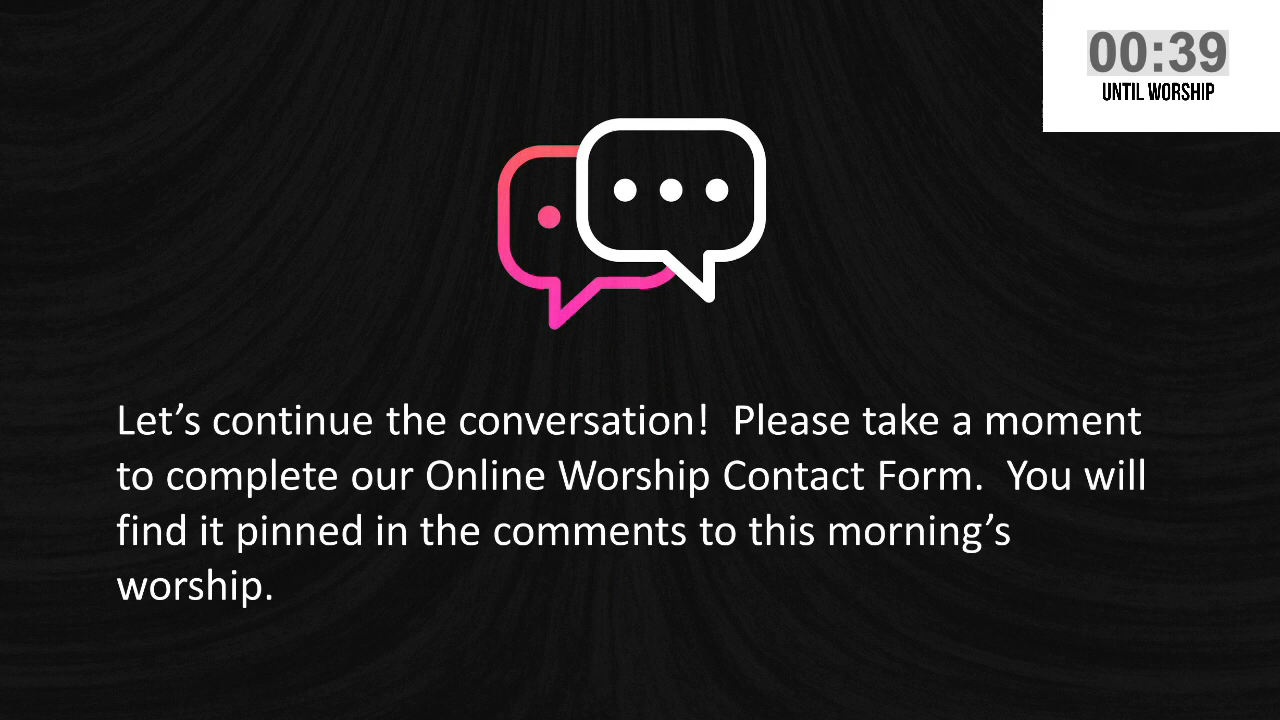 00:39
UNTIL WORSHIP
Let’s continue the conversation!  Please take a moment
to complete our Online Worship Contact Form.  You will
find it pinned in the comments to this morning’s
worship.